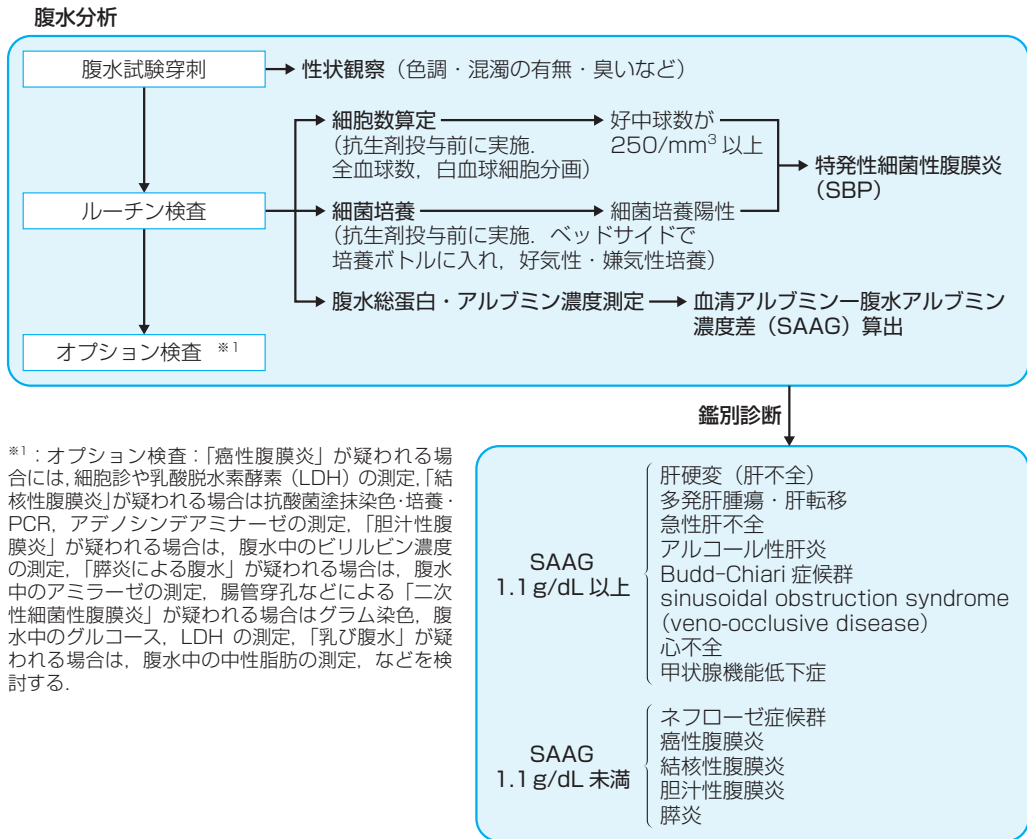 腹水分析
腹水試験穿刺
性状観察（色調・混濁の有無・臭いなど）
細胞数算定
（抗生剤投与前に実施．
全血球数，白血球細胞分画）
好中球数が
250/mm³ 以上
特発性細菌性腹膜炎
（SBP）
ルーチン検査
細菌培養
（抗生剤投与前に実施．ベッドサイドで
培養ボトルに入れ，好気性・嫌気性培養）
細菌培養陽性
腹水総蛋白・アルブミン濃度測定
血清アルブミンー腹水アルブミン
濃度差（SAAG）算出
オプション検査 ※1
鑑別診断
※1：オプション検査：「癌性腹膜炎」が疑われる場
合には，細胞診や乳酸脱水素酵素（LDH）の測定，「結
核性腹膜炎」が疑われる場合は抗酸菌塗抹染色・培養・
PCR，アデノシンデアミナーゼの測定，「胆汁性腹
膜炎」が疑われる場合は，腹水中のビリルビン濃度
の測定，「膵炎による腹水」が疑われる場合は，腹水
中のアミラーゼの測定，腸管穿孔などによる「二次
性細菌性腹膜炎」が疑われる場合はグラム染色，腹
水中のグルコース，LDH の測定，「乳び腹水」が疑
われる場合は，腹水中の中性脂肪の測定，などを検
討する．
SAAG
1.1 g/dL 以上
肝硬変（肝不全）
多発肝腫瘍・肝転移
急性肝不全
アルコール性肝炎
Budd-Chiari 症候群
sinusoidal obstruction syndrome
(veno-occlusive disease)
心不全
甲状腺機能低下症
SAAG
1.1 g/dL 未満
ネフローゼ症候群
癌性腹膜炎
結核性腹膜炎
胆汁性腹膜炎
膵炎